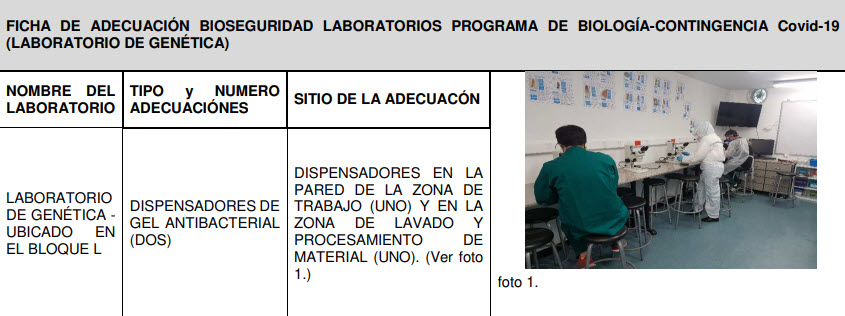 FICHA DE ADECUACIÓN BIOSEGURIDAD LABORATORIOS PROGRAMA DE BIOLOGÍA-CONTINGENCIA Covid-19
(LABORATORIO DE GENÉTICA)
NOMBRE DEL
LABORATORIO
TIPO y NUMERO
ADECUACIÓNES
SITIO DE LA ADECUACÓN
LABORATORIO
DE GENÉTICA -
UBICADO EN
EL BLOQUE L
DISPENSADORES DE
GEL ANTIBACTERIAL
(DOS)
DISPENSADORES EN LA
PARED DE LA ZONA DE
TRABAJO (UNO) Y EN LA
ZONA DE LAVADO Y
PROCESAMIENTO DE
MATERIAL (UNO). (Ver foto
1.)
foto 1.